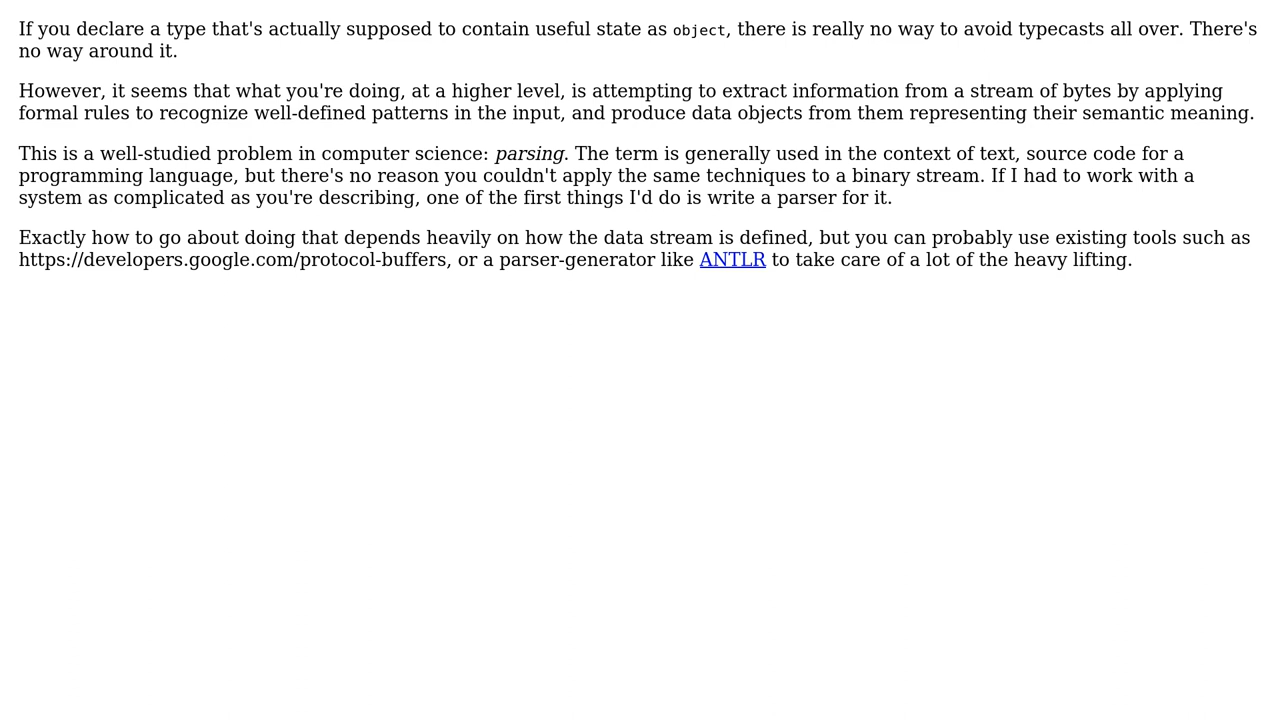 If you declare a type that's actually supposed to contain useful state as object, there is really no way to avoid typecasts all over. There's
no way around it.
However, it seems that what you're doing, at a higher level, is attempting to extract information from a stream of bytes by applying
formal rules to recognize well-defined patterns in the input, and produce data objects from them representing their semantic meaning.
This is a well-studied problem in computer science: parsing. The term is generally used in the context of text, source code for a
programming language, but there's no reason you couldn't apply the same techniques to a binary stream. If I had to work with a
system as complicated as you're describing, one of the first things I'd do is write a parser for it.
Exactly how to go about doing that depends heavily on how the data stream is defined, but you can probably use existing tools such as
https://developers.google.com/protocol-buffers, or a parser-generator like ANTLR to take care of a lot of the heavy lifting.